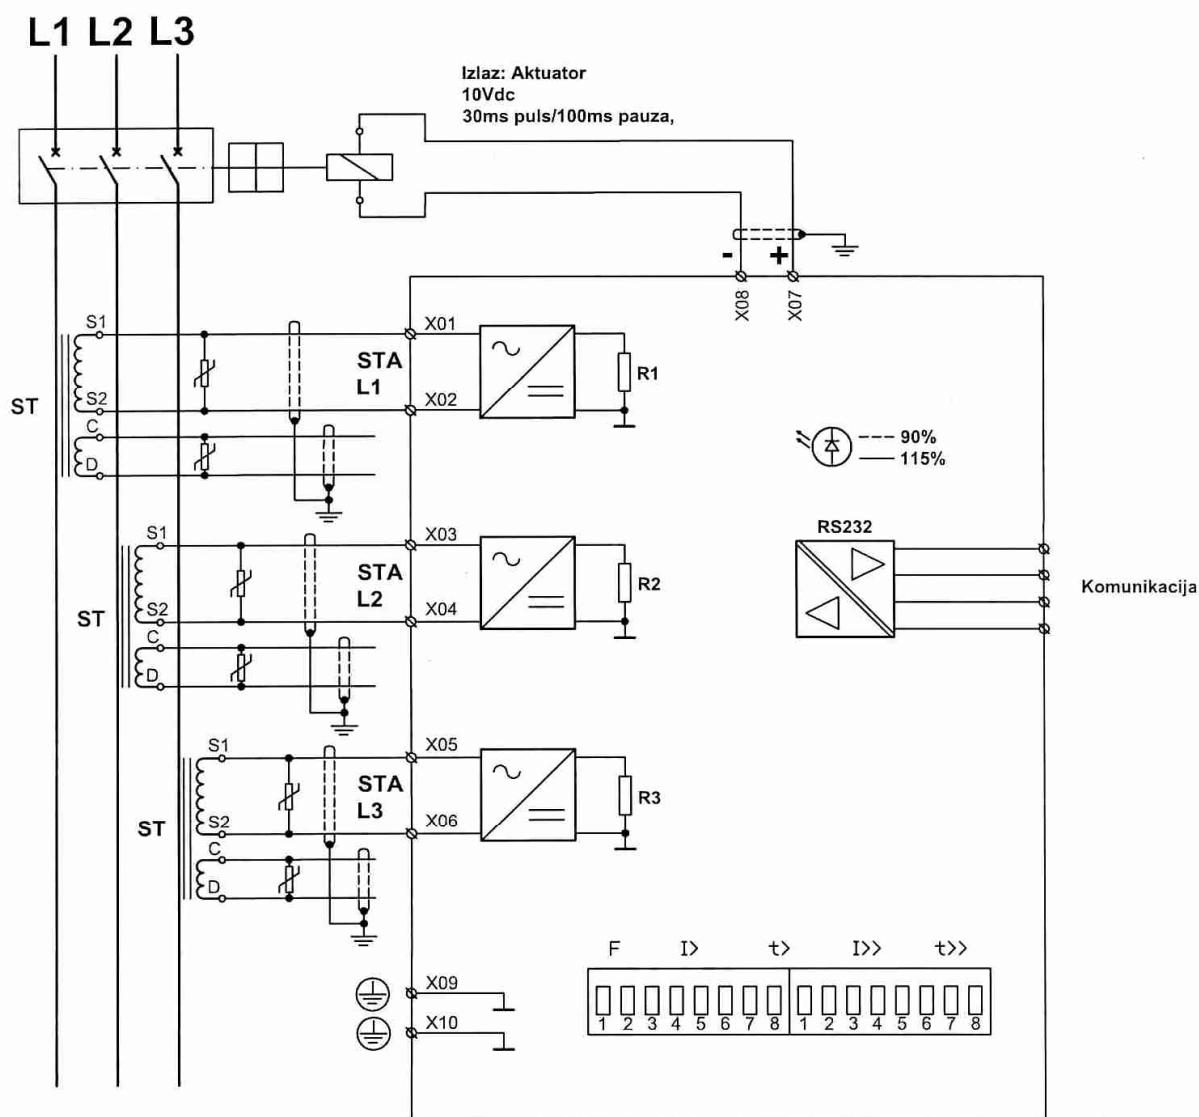 L1 L2 L3
Izlaz: Aktuator
10Vdc
30ms puls/100ms pauza,
- +
X08 X07
S1
X01
STA
L1
R1
ST
S2
X02
C
D
90%
115%
S1
X03
RS232
STA
L2
R2
Komunikacija
ST
S2
X04
C
D
S1
X05
STA
L3
R3
ST
S2
X06
C
D
F I> t> I>> t>>
1 2 3 4 5 6 7 8 1 2 3 4 5 6 7 8
X09
X10